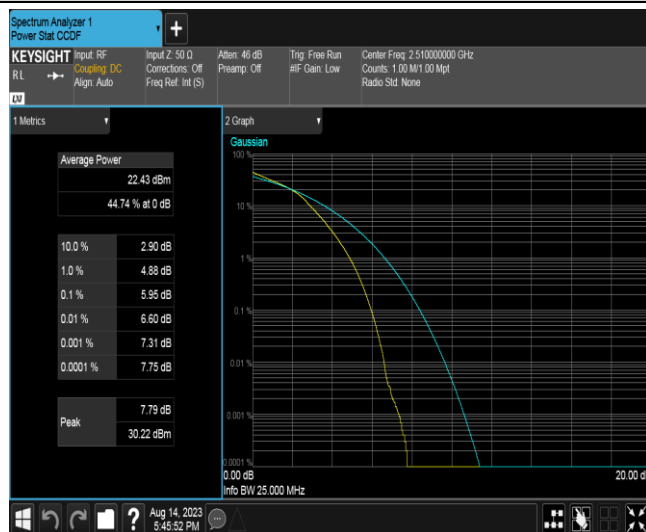 Spectrum Analyzer 1
Power Stat CCDF
+
KEYSIGHT
RL
LXI
Input: RF
Coupling: DC
Align: Auto
Input Z: 50 Ω
Corrections: Off
Freq Ref: Int (S)
Atten: 46 dB
Preamp: Off
Trig: Free Run
#IF Gain: Low
Center Freq: 2.510000000 GHz
Counts: 1.00 M/1.00 Mpt
Radio Std: None
1 Metrics
Average Power
22.43 dBm
44.74 % at 0 dB
10.0 % 2.90 dB
1.0 % 4.88 dB
0.1 % 5.95 dB
0.01 % 6.60 dB
0.001 % 7.31 dB
0.0001 % 7.75 dB
Peak
7.79 dB
30.22 dBm
2 Graph
Gaussian
100 %
10 %
1 %
0.1 %
0.01 %
0.001 %
0.0001 %
0.00 dB 20.00 d
Info BW 25.000 MHz
? Aug 14, 2023
5:45:52 PM